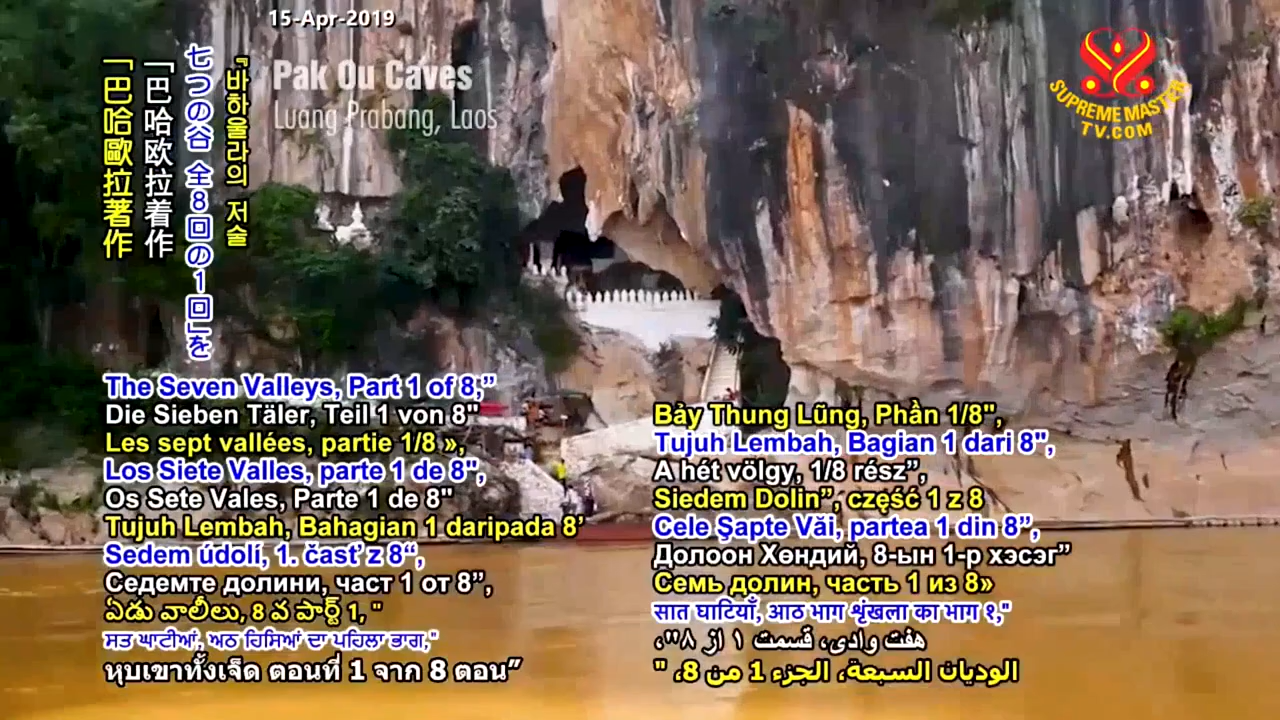 15-Apr-2019
Pak Ou Caves
Luang Prabang, Laos
SUPREME MASTER
TV.COM
『바하울라의 저술
七つの谷 全8回の1回」を
「巴哈欧拉着作
「巴哈歐拉著作
The Seven Valleys, Part 1 of 8,”
Die Sieben Täler, Teil 1 von 8"
Les sept vallées, partie 1/8 »,
Los Siete Valles, parte 1 de 8",
Os Sete Vales, Parte 1 de 8"
Tujuh Lembah, Bahagian 1 daripada 8’
Sedem údolí, 1. časť z 8“,
Седемте долини, част 1 от 8”,
ఏడు వాలీలు, 8 వ పార్ట్ 1, "
ਸਤ ਘਾਟੀਆਂ, ਅਠ ਹਿਸਿਆਂ ਦਾ ਪਹਿਲਾ ਭਾਗ,"
หุบเขาทั้งเจ็ด ตอนที่ 1 จาก 8 ตอน”
Bảy Thung Lũng, Phần 1/8",
Tujuh Lembah, Bagian 1 dari 8",
A hét völgy, 1/8 rész”,
Siedem Dolin”, część 1 z 8
Cele Şapte Văi, partea 1 din 8”,
Долоон Хөндий, 8-ын 1-р хэсэг”
Семь долин, часть 1 из 8»
सात घाटियाँ, आठ भाग शृंखला का भाग १,"
هفت وادی، قسمت ۱ از ۸"،
الوديان السبعة، الجزء 1 من 8، "